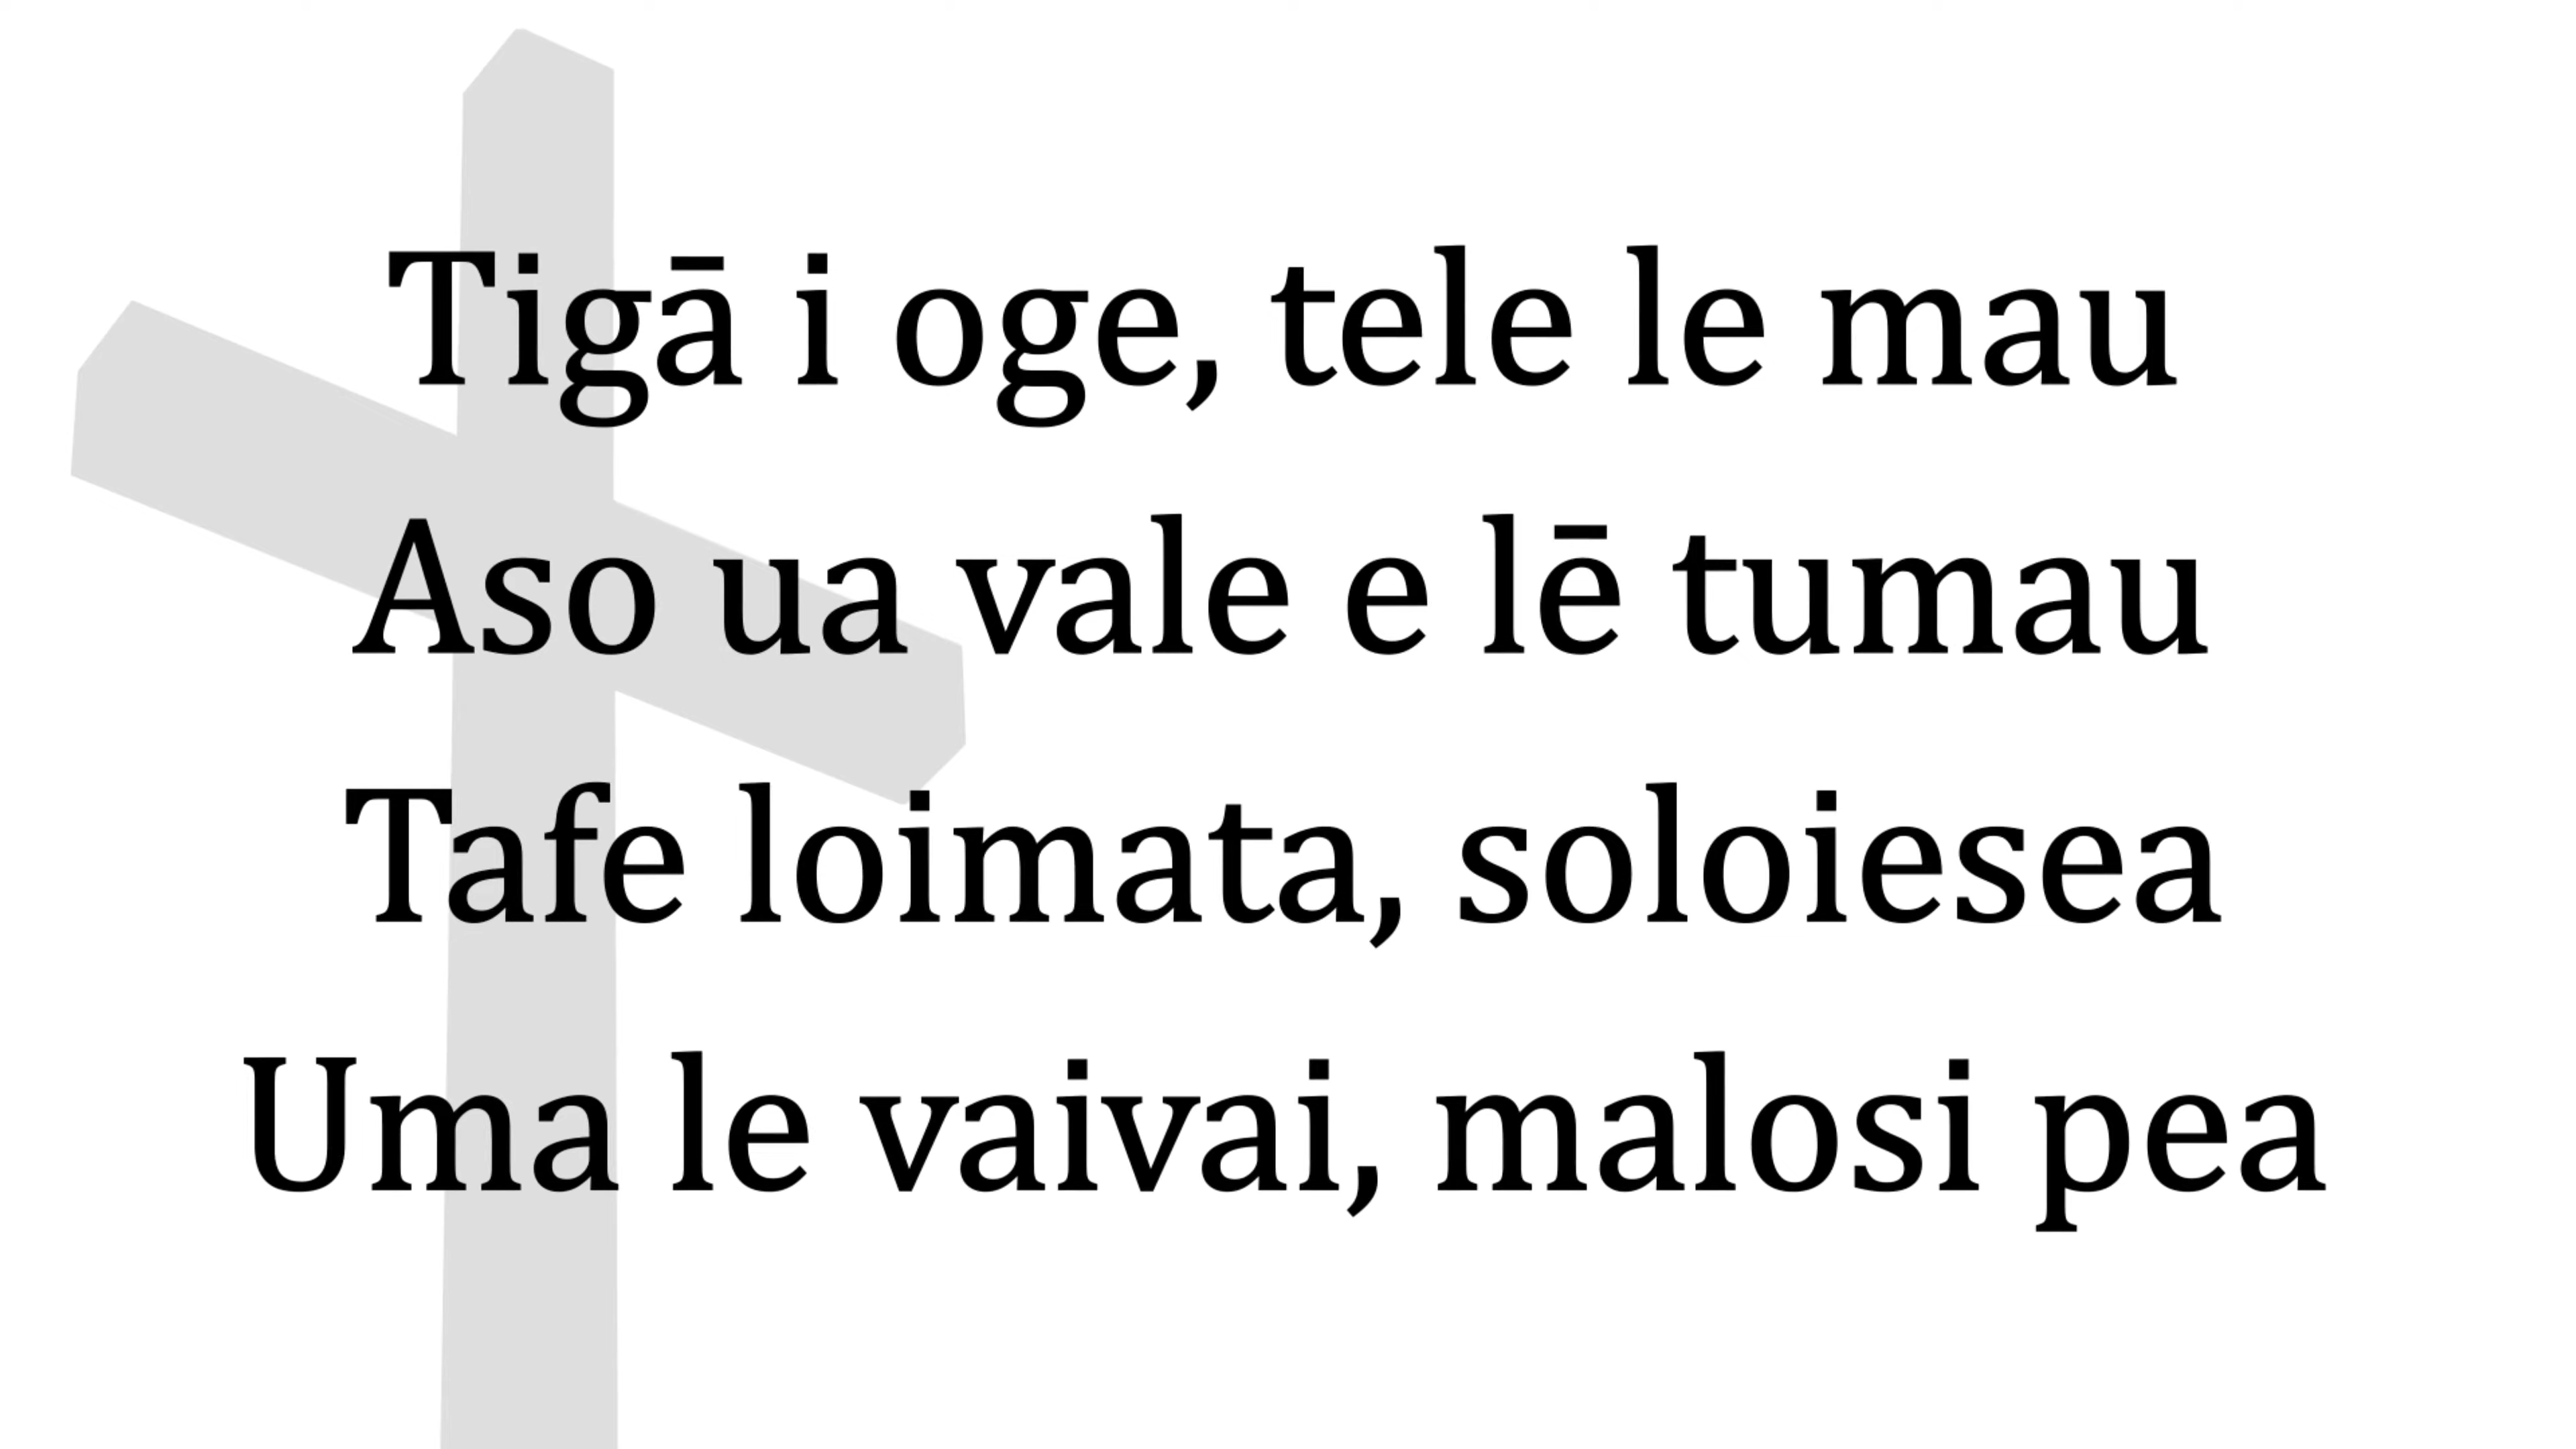 Tigā i oge, tele le mau
Aso ua vale e lē tumau
Tafe loimata, soloiesea
Uma le vaivai, malosi pea